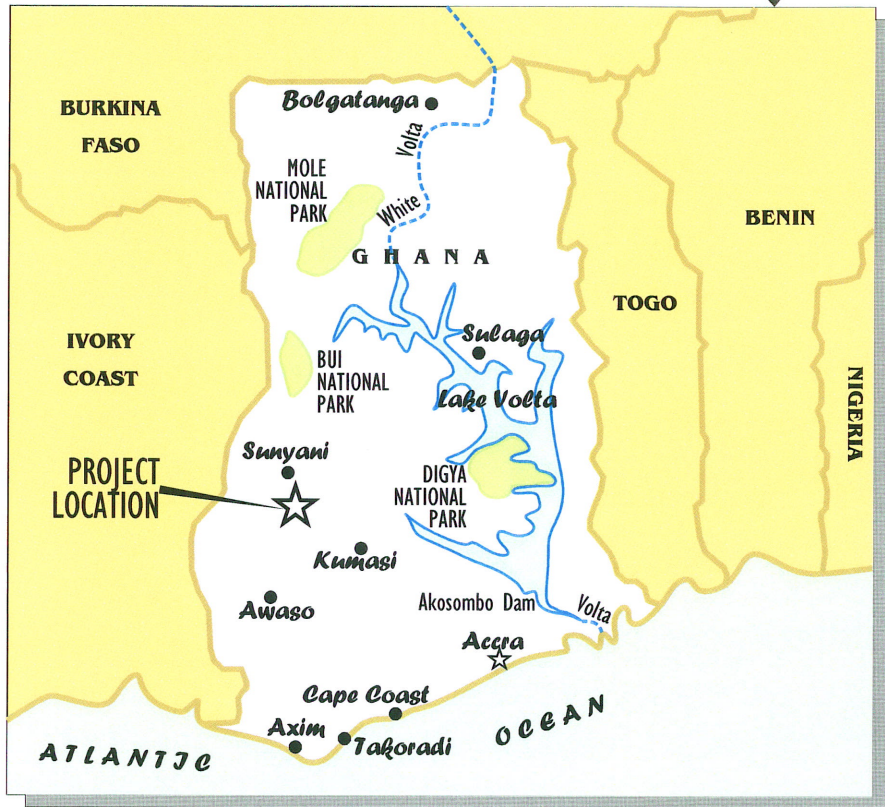 Bolgatanga
BURKINA
FASO
Volta
MOLE
NATIONAL
PARK
White
BENIN
GHANA
TOGO
IVORY
COAST
Sulaga
BUI
NATIONAL
PARK
Lake Volta
NIGERIA
Sunyani
PROJECT
LOCATION
DIGYA
NATIONAL
PARK
Kumasi
Awaso
Akosombo Dam
Volta
Accra
Cape Coast
Axim
Takoradi
ATLANTIC OCEAN